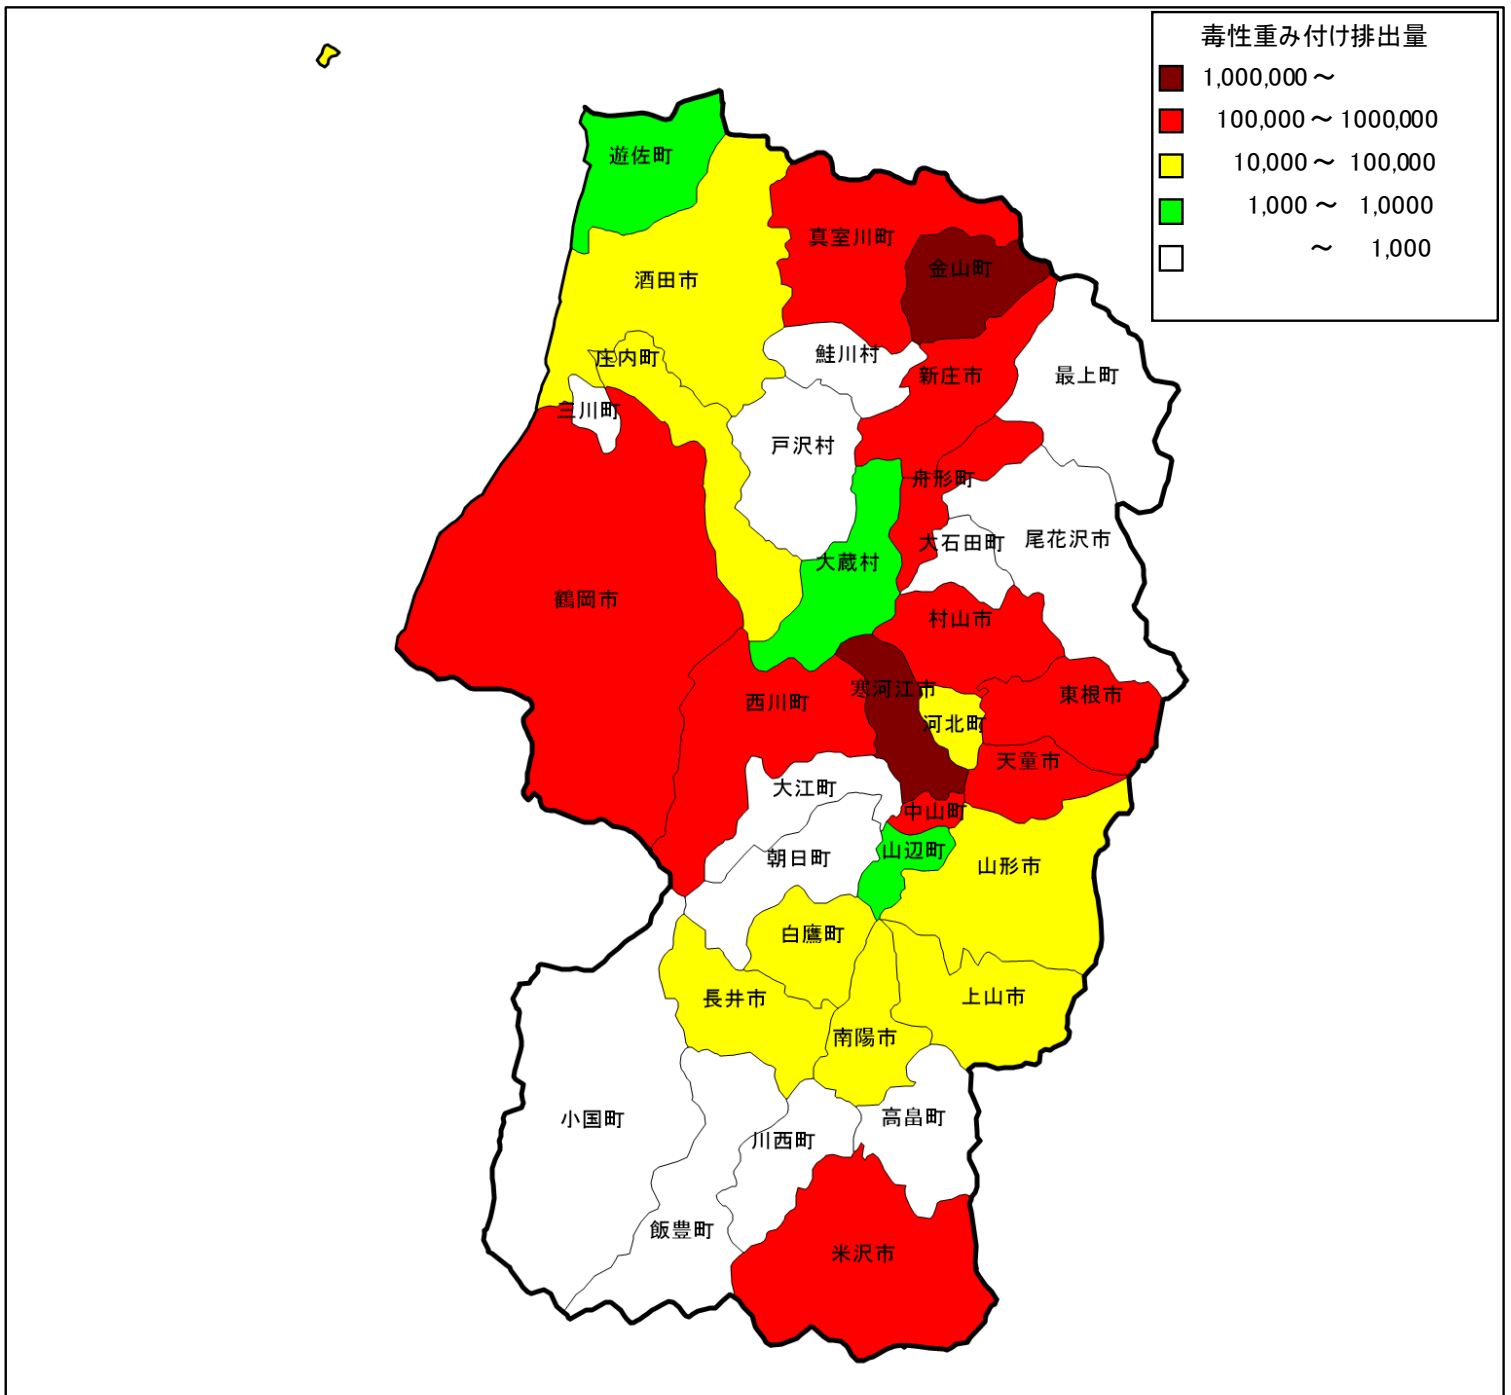 毒性重み付け排出量
1,000,000～
100,000～1000,000
10,000～ 100,000
1,000～ 1,0000
～ 1,000
遊佐町
真室川町
金山町
酒田市
庄内町
鮭川村
新庄市
最上町
三川町
戸沢村
舟形町
大石田町
尾花沢市
大蔵村
鶴岡市
村山市
寒河江市
東根市
西川町
河北町
天童市
大江町
中山町
朝日町
山辺町
山形市
白鷹町
長井市
上山市
南陽市
小国町
高畠町
川西町
飯豊町
米沢市